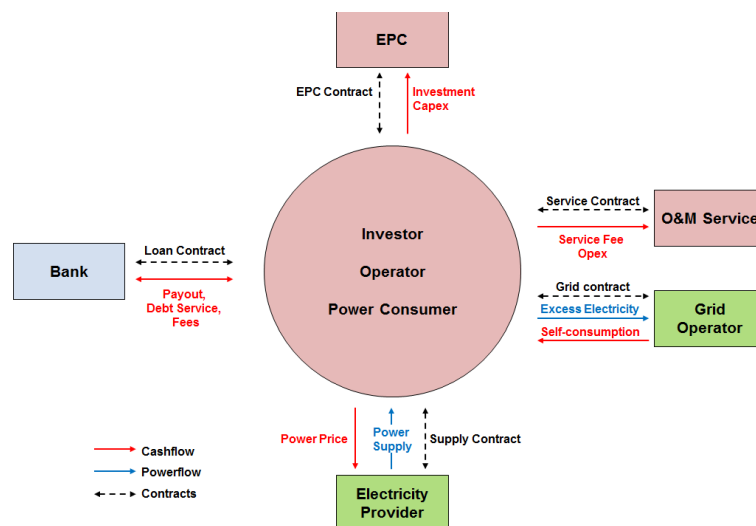 EPC
EPC Contract
Investment
Capex
Investor
Operator
Power Consumer
Service Contract
O&M Service
Service Fee
Opex
Loan Contract
Bank
Payout,
Debt Service,
Fees
Grid contract
Excess Electricity
Self-consumption
Grid
Operator
Power Price
Power
Supply
Supply Contract
Cashflow
Powerflow
Contracts
Electricity
Provider